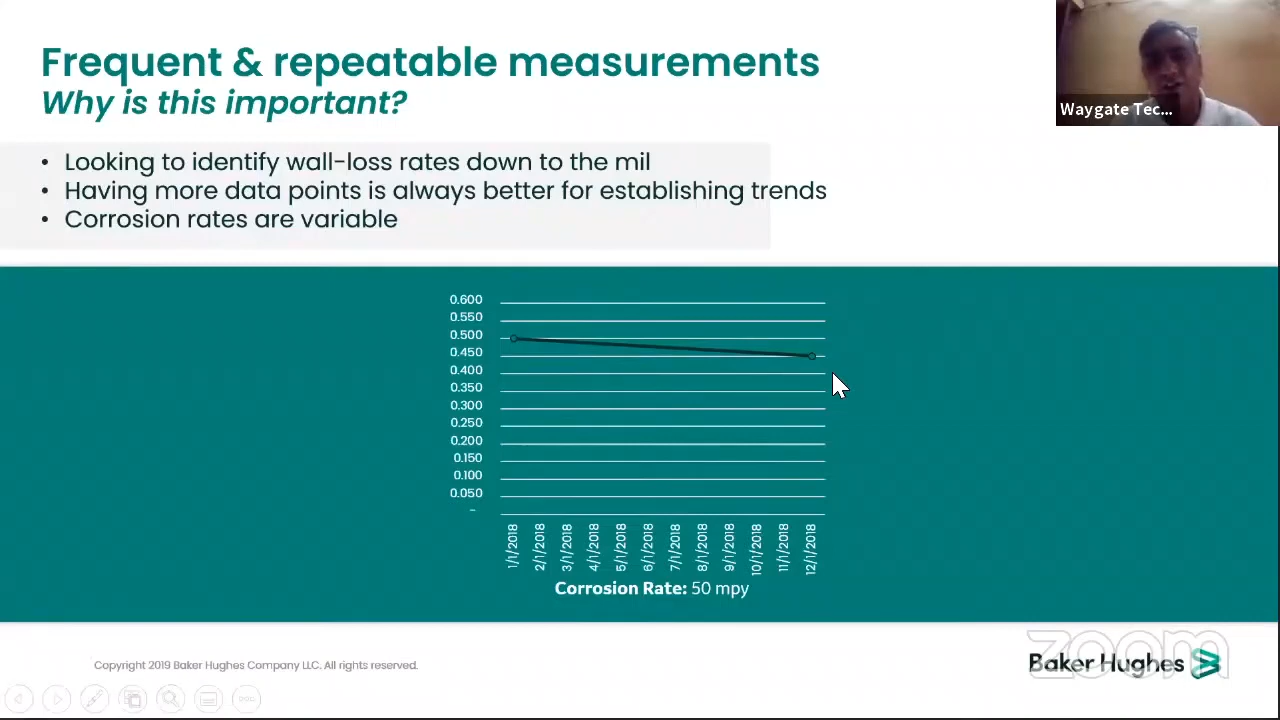 Frequent & repeatable measurements
Why is this important?
Waygate Tec...
• Looking to identify wall-loss rates down to the mil
• Having more data points is always better for establishing trends
• Corrosion rates are variable
0.600
0.550
0.500
0.450
0.400
0.350
0.300
0.250
0.200
0.150
0.100
0.050
-
1/1/2018
2/1/2018
3/1/2018
4/1/2018
5/1/2018
6/1/2018
7/1/2018
8/1/2018
9/1/2018
10/1/2018
11/1/2018
12/1/2018
Corrosion Rate: 50 mpy
Copyright 2019 Baker Hughes Company LLC. All rights reserved.
zoom
Baker Hughes